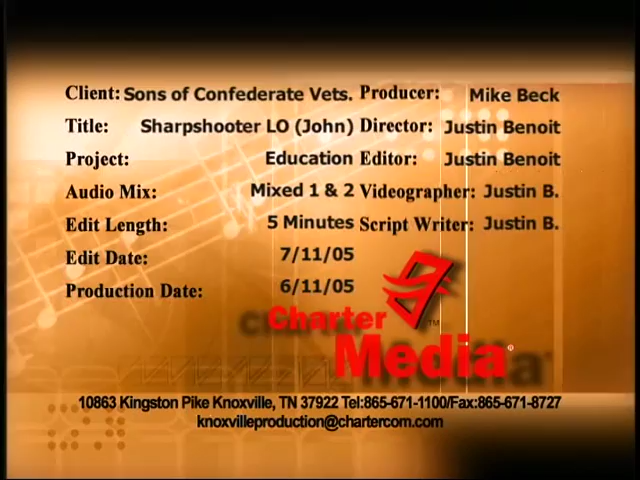 Client: Sons of Confederate Vets. Producer: Mike Beck
Title: Sharpshooter LO (John) Director: Justin Benoit
Project: Education Editor: Justin Benoit
Audio Mix: Mixed 1 & 2 Videographer: Justin B.
Edit Length: 5 Minutes Script Writer: Justin B.
Edit Date: 7/11/05
Production Date: 6/11/05
Charter
Media®
™
10863 Kingston Pike Knoxville, TN 37922 Tel:865-671-1100/Fax:865-671-8727
knoxvilleproduction@chartercom.com